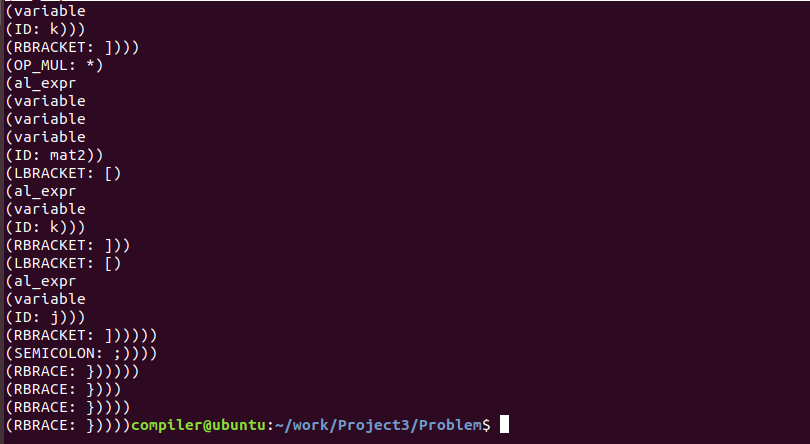 (variable
(ID: k)))
(RBRACKET: ]))))
(OP_MUL: *)
(al_expr
(variable
(variable
(variable
(ID: mat2))
(LBRACKET: [)
(al_expr
(variable
(ID: k)))
(RBRACKET: ]))
(LBRACKET: [)
(al_expr
(variable
(ID: j)))
(RBRACKET: ])))))
(SEMICOLON: ;))))
(RBRACE: }))))))
(RBRACE: }))))
(RBRACE: })))))
(RBRACE: })))))compiler@ubuntu:~/work/Project3/Problem$